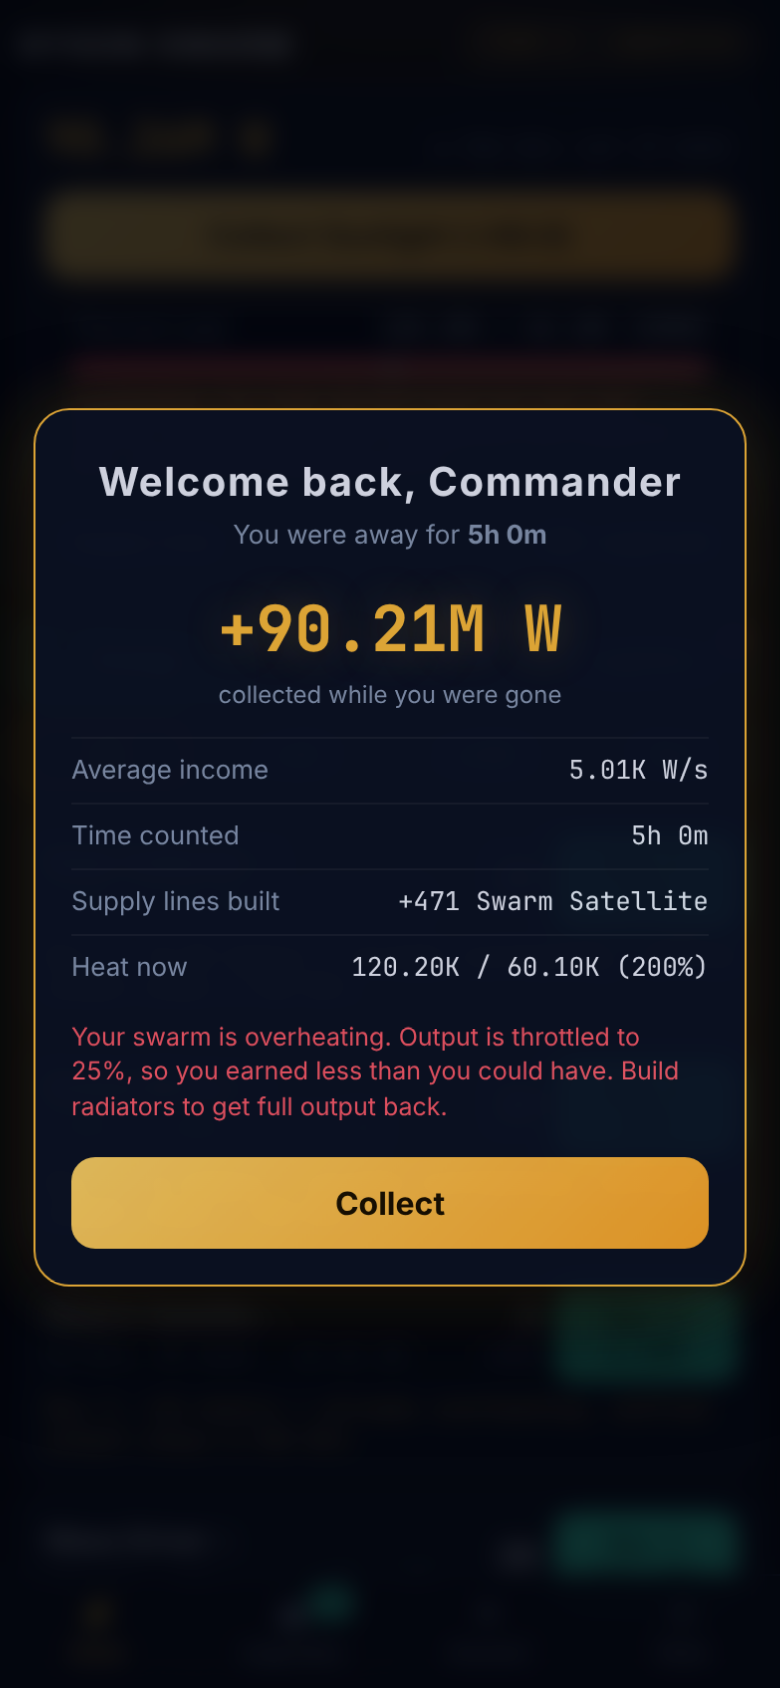 Welcome back, Commander
You were away for 5h 0m
+90.21M W
collected while you were gone
Average income 5.01K W/s
Time counted 5h 0m
Supply lines built +471 Swarm Satellite
Heat now 120.20K / 60.10K (200%)
Your swarm is overheating. Output is throttled to
25%, so you earned less than you could have. Build
radiators to get full output back.
Collect